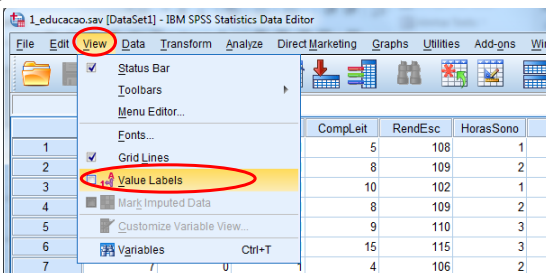 1_educacao.sav [DataSet1] - IBM SPSS Statistics Data Editor
File Edit View Data Transform Analyze Direct Marketing Graphs Utilities Add-ons
Status Bar
Toolbars
Menu Editor...
Fonts...
Grid Lines
Value Labels
Mark Imputed Data
Customize Variable View...
Variables Ctrl+T
CompLeit RendEsc HorasSono
1 5 108 1
2 8 109 2
3 10 102 1
4 8 109 2
5 9 110 3
6 15 115 3
7 7 0 1 4 106 2